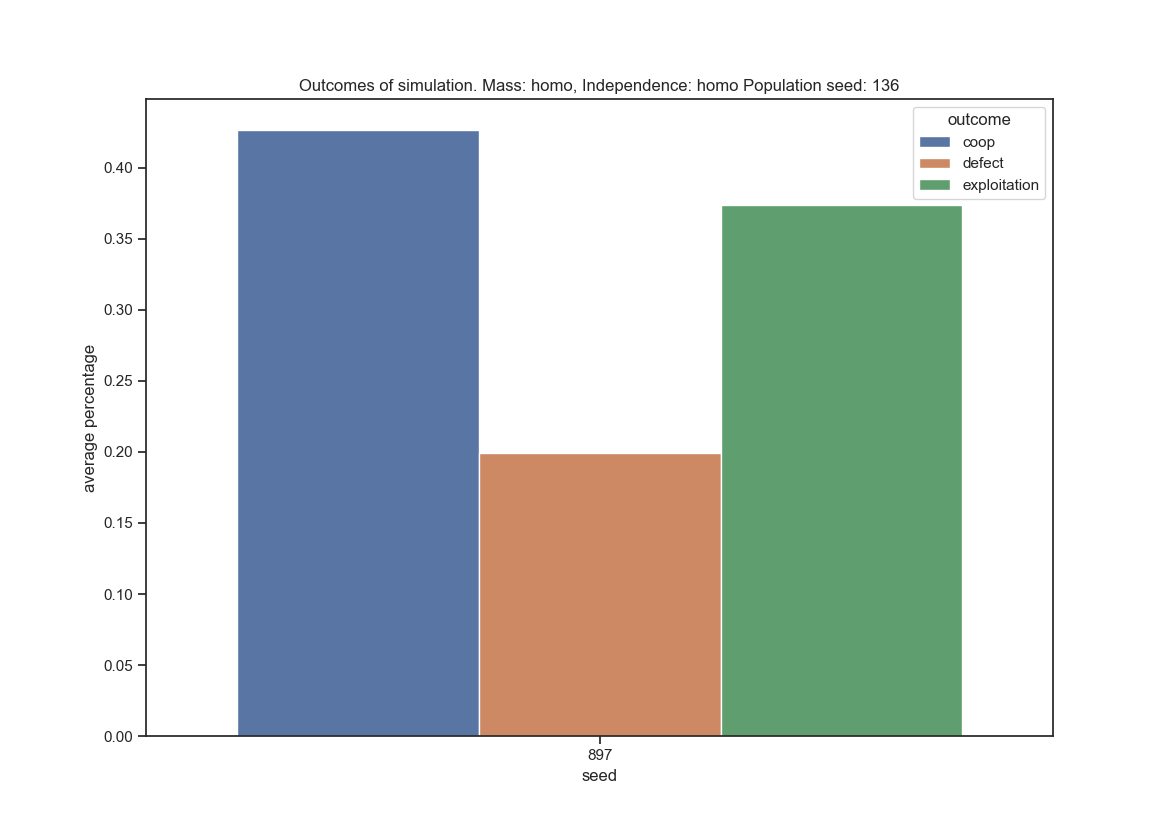 Outcomes of simulation. Mass: homo, Independence: homo Population seed: 136
outcome
coop
defect
exploitation
0.40
0.35
0.30
0.25
0.20
0.15
0.10
0.05
0.00
average percentage
897
seed